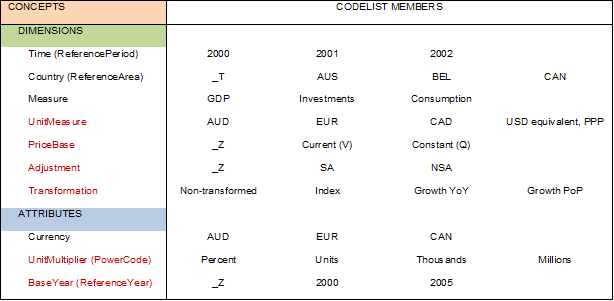 CONCEPTS CODELIST MEMBERS
DIMENSIONS
Time (ReferencePeriod) 2000 2001 2002
Country (ReferenceArea) _T AUS BEL CAN
Measure GDP Investments Consumption
UnitMeasure AUD EUR CAD USD equivalent, PPP
PriceBase _Z Current (V) Constant (Q)
Adjustment _Z SA NSA
Transformation Non-transformed Index Growth YoY Growth PoP
ATTRIBUTES
Currency AUD EUR CAN
UnitMultiplier (PowerCode) Percent Units Thousands Millions
BaseYear (ReferenceYear) _Z 2000 2005